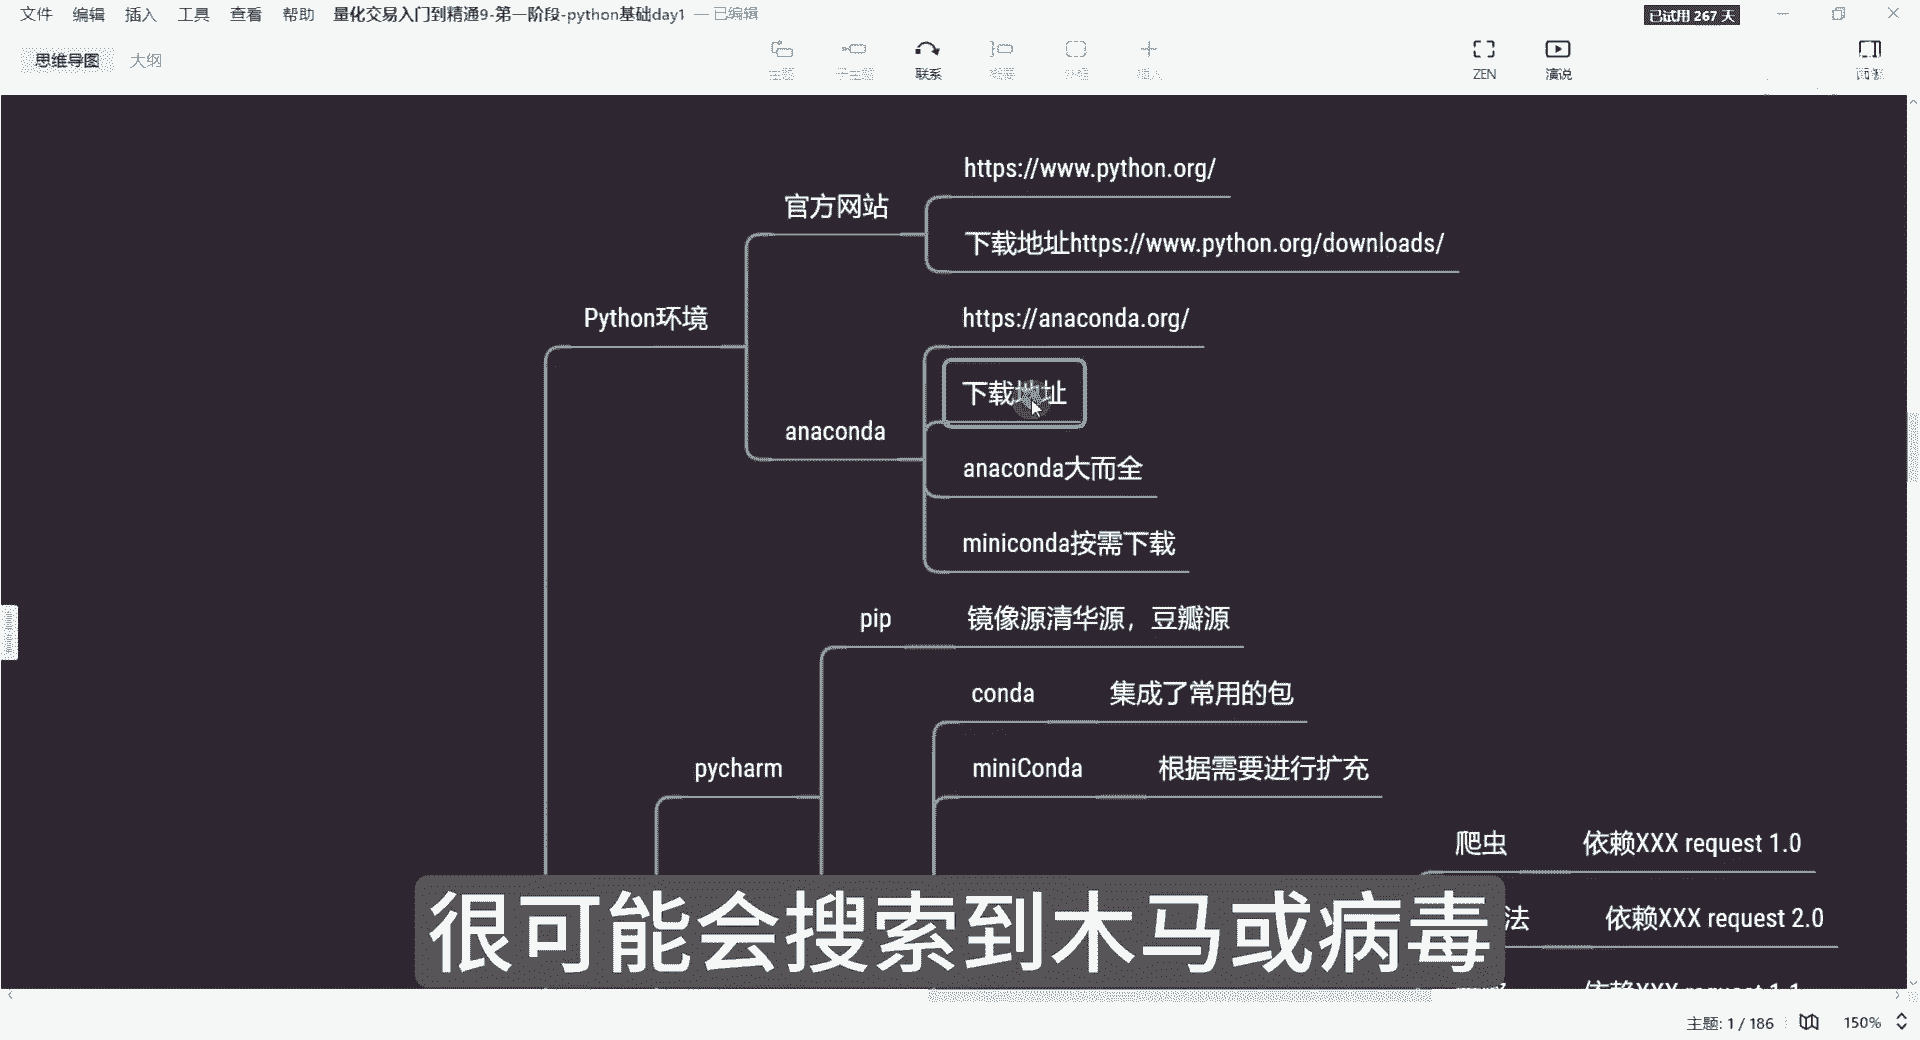 文件 编辑 插入 工具 查看 帮助 量化交易入门到精通9-第一阶段-python基础day1 — 已编辑 已试用 267 天
思维导图 大纲 主题 子主题 联系 概要 外框 插入 ZEN 演说 面板
https://www.python.org/
官方网站
下载地址https://www.python.org/downloads/
Python环境
https://anaconda.org/
下载地址
anaconda
anaconda大而全
miniconda按需下载
pip 镜像源清华源，豆瓣源
conda 集成了常用的包
pycharm
miniConda 根据需要进行扩充
爬虫 依赖XXX request 1.0
法 依赖XXX request 2.0
很可能会搜索到木马或病毒
主题: 1 / 186 150%